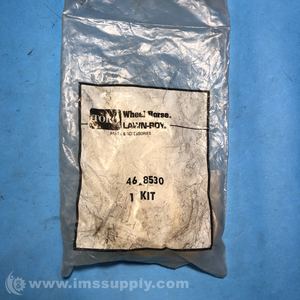 TORO
Wheel Horse.
LAWN-BOY.
PARTS & ACCESSORIES
46 8530
1 KIT
© www.imssupply.com